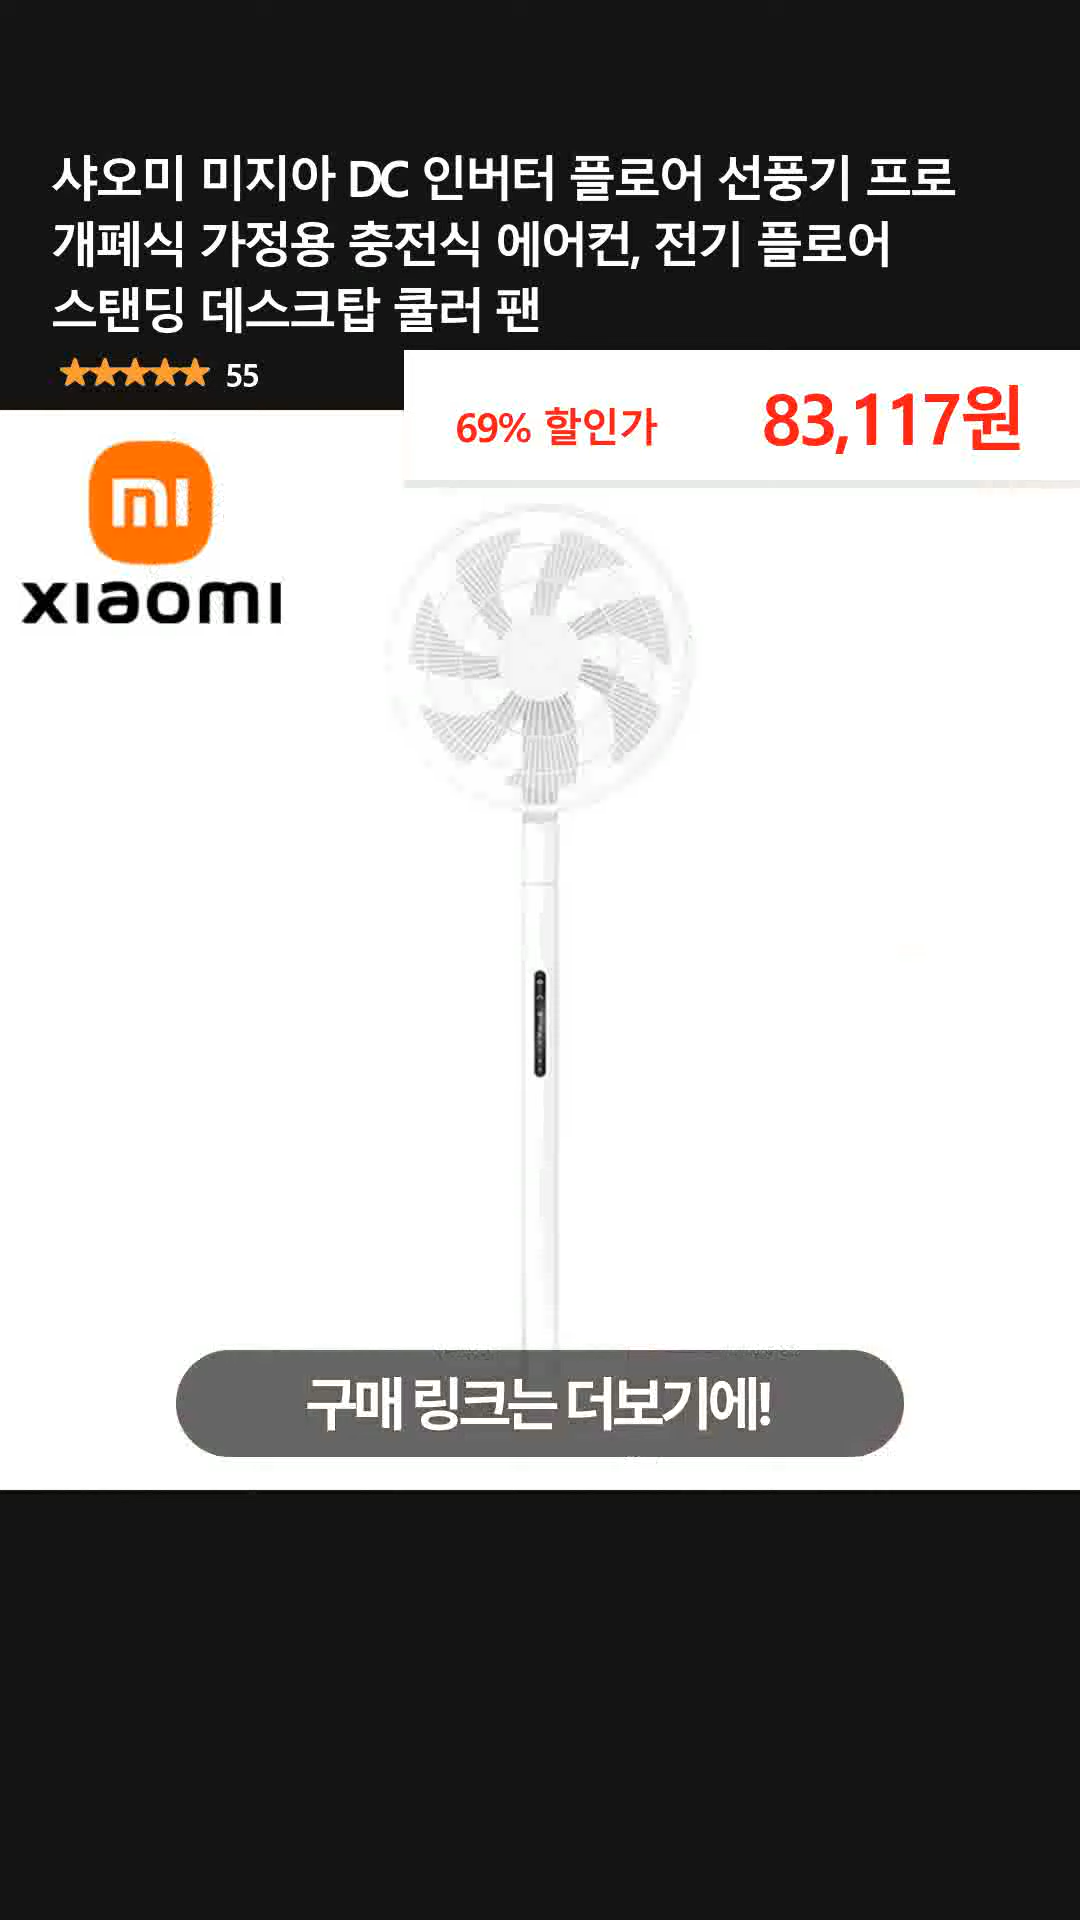 샤오미 미지아 DC 인버터 플로어 선풍기 프로
개폐식 가정용 충전식 에어컨, 전기 플로어
스탠딩 데스크탑 쿨러 팬
55
69% 할인가 83,117원
mi
xiaomi
구매 링크는 더보기에!